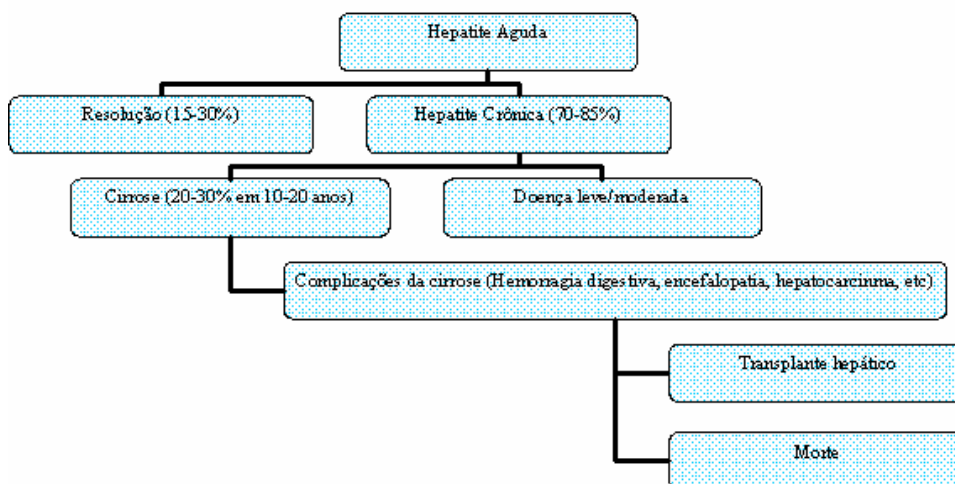 Hepatite Aguda
Resolução (15-30%)
Hepatite Crônica (70-85%)
Cirrose (20-30% em 10-20 anos)
Doença leve/moderada
Complicações da cirrose (Hemorragia digestiva, encefalopatia, hepatocarcinma, etc)
Transplante hepático
Morte